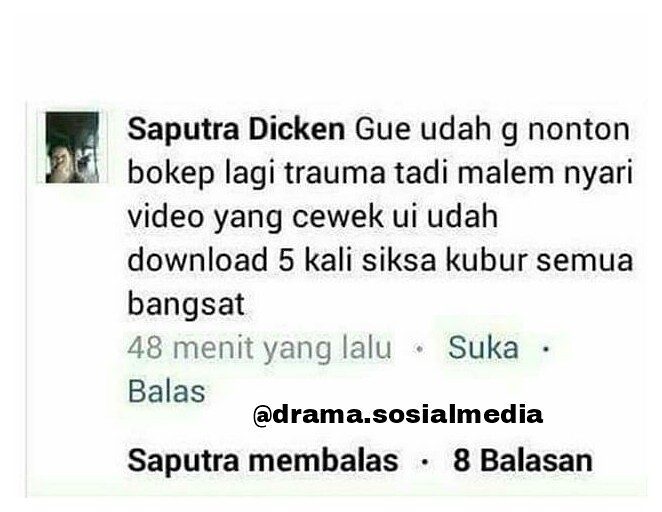 Saputra Dicken Gue udah g nonton
bokep lagi trauma tadi malem nyari
video yang cewek ui udah
download 5 kali siksa kubur semua
bangsat
48 menit yang lalu · Suka ·
Balas
@drama.sosialmedia
Saputra membalas · 8 Balasan